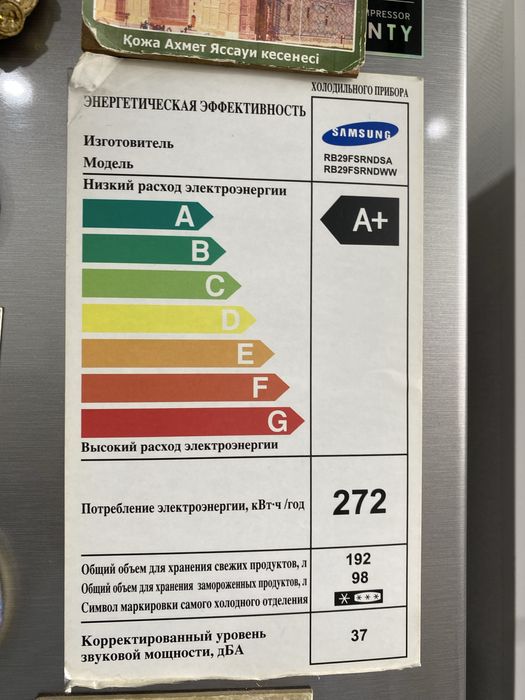 Қожа Ахмет Яссауи кесенесі
MPRESSOR
NTY
ХОЛОДИЛЬНОГО ПРИБОРА
ЭНЕРГЕТИЧЕСКАЯ ЭФФЕКТИВНОСТЬ
Изготовитель
SAMSUNG
Модель
RB29FSRNDSA
RB29FSRNDWW
Низкий расход электроэнергии
A
A+
B
C
D
E
F
G
Высокий расход электроэнергии
Потребление электроэнергии, кВт·ч /год
272
Общий объем для хранения свежих продуктов, л
192
Общий объем для хранения замороженных продуктов, л
98
Символ маркировки самого холодного отделения
Корректированный уровень
звуковой мощности, дБА
37